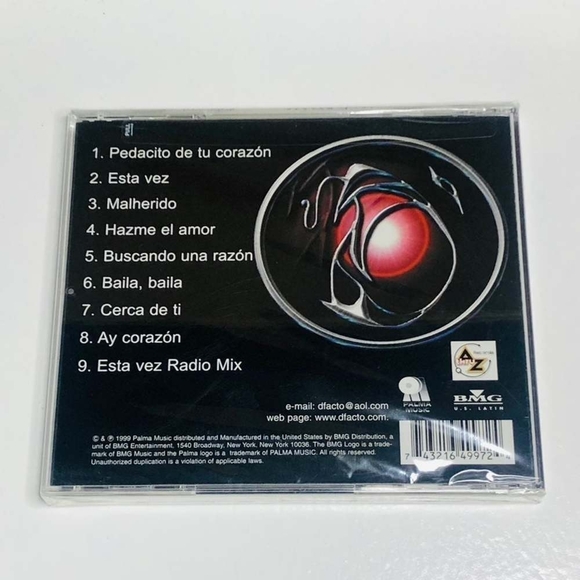 PULL
1. Pedacito de tu corazón
2. Esta vez
3. Malherido
4. Hazme el amor
5. Buscando una razón
6. Baila, baila
7. Cerca de ti
8. Ay corazón
9. Esta vez Radio Mix
A
Z
PALMA
MUSIC
BMG
U.S. LATIN
e-mail: dfacto@aol.com
web page: www.dfacto.com.
© & ℗ 1999 Palma Music distributed and Manufactured in the United States by BMG Distribution, a
unit of BMG Entertainment, 1540 Broadway, New York, New York 10036. The BMG Logo is a trade-
mark of BMG Music and the Palma logo is a trademark of PALMA MUSIC. All rights reserved.
Unauthorized duplication is a violation of applicable laws.
7 43216 49972